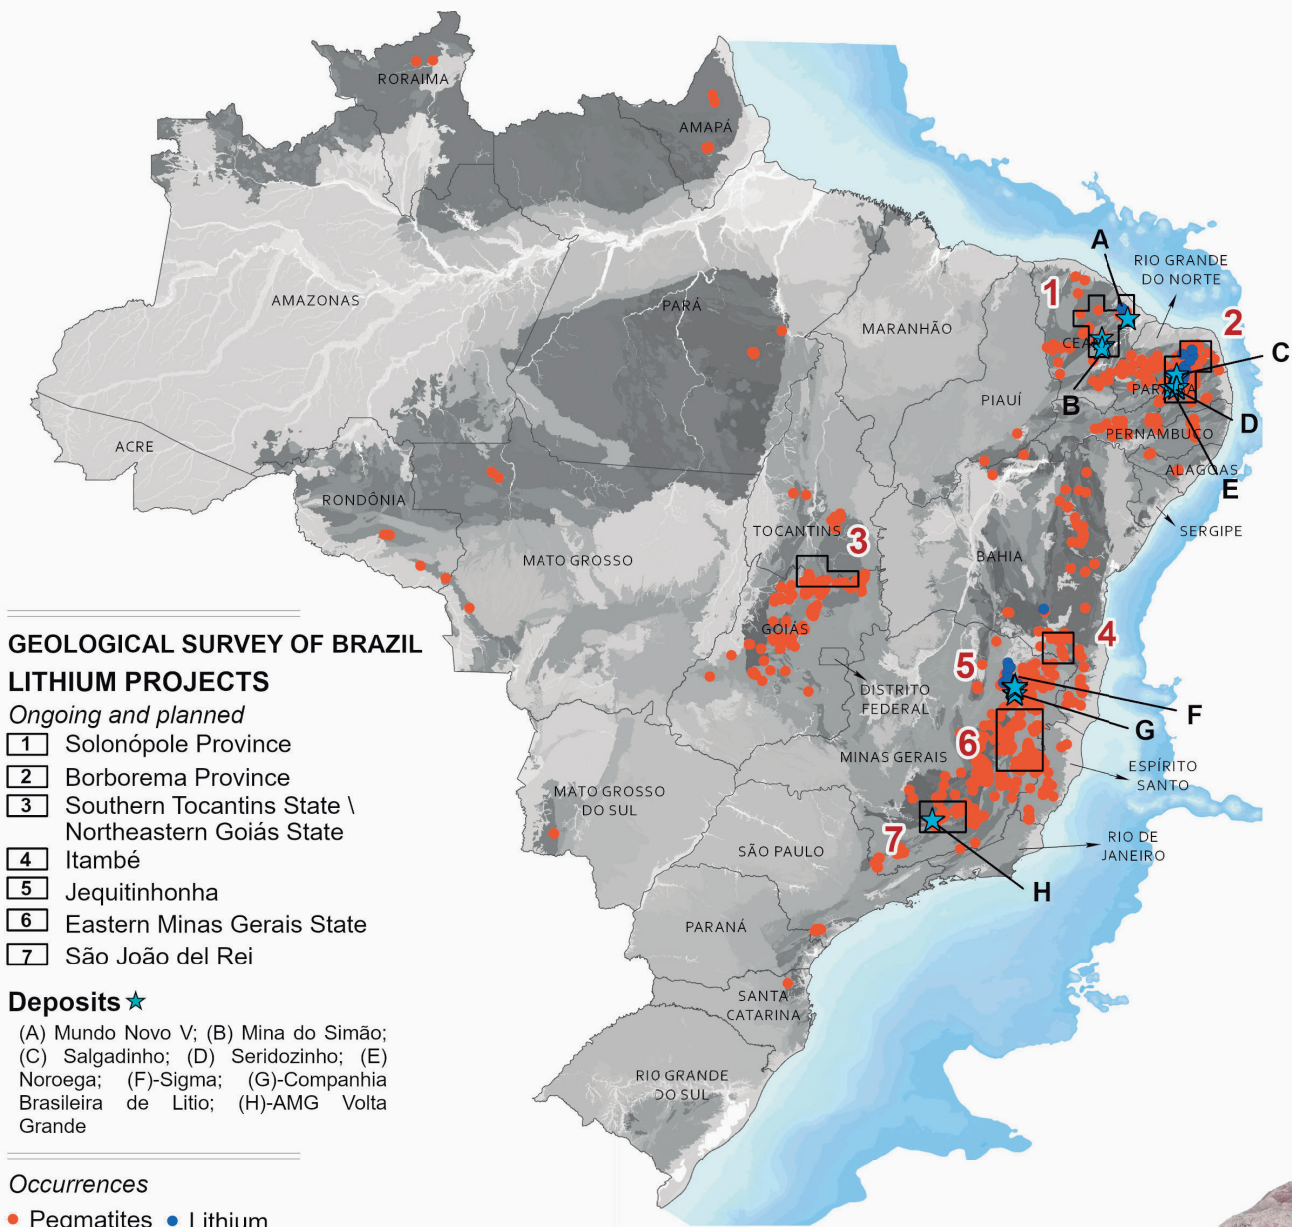 RORAIMA
AMAPÁ
A
RIO GRANDE
DO NORTE
1
AMAZONAS
PARÁ
MARANHÃO
2
CEARÁ
C
PIAUÍ
B
PARAÍBA
D
PERNAMBUCO
ACRE
ALAGOAS
E
RONDÔNIA
TOCANTINS
3
SERGIPE
MATO GROSSO
BAHIA
GOIÁS
4
5
DISTRITO
FEDERAL
F
G
6
MINAS GERAIS
ESPÍRITO
SANTO
MATO GROSSO
DO SUL
7
SÃO PAULO
RIO DE
JANEIRO
H
PARANÁ
SANTA
CATARINA
RIO GRANDE
DO SUL
GEOLOGICAL SURVEY OF BRAZIL
LITHIUM PROJECTS
Ongoing and planned
1 Solonópole Province
2 Borborema Province
3 Southern Tocantins State \
Northeastern Goiás State
4 Itambé
5 Jequitinhonha
6 Eastern Minas Gerais State
7 São João del Rei
Deposits
(A) Mundo Novo V; (B) Mina do Simão;
(C) Salgadinho; (D) Seridozinho; (E)
Noroega; (F)-Sigma; (G)-Companhia
Brasileira de Litio; (H)-AMG Volta
Grande
Occurrences
Pegmatites Lithium